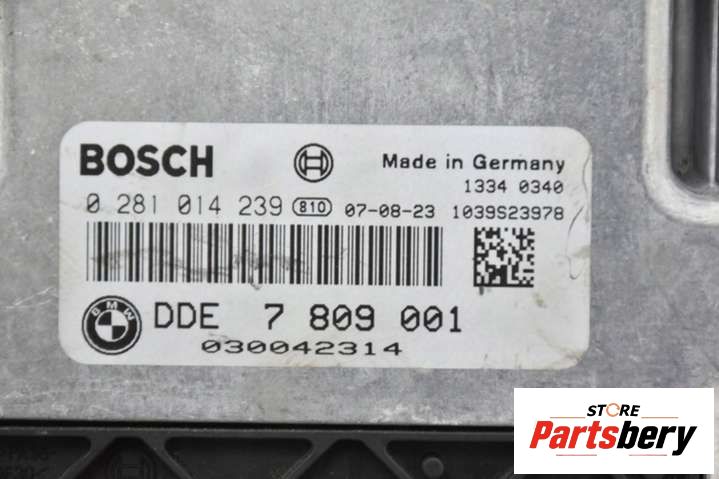 BOSCH
Made in Germany
1334 0340
0 281 014 239 810 07-08-23 1039S23978
BMW
DDE 7 809 001
030042314
STORE
Partsbery